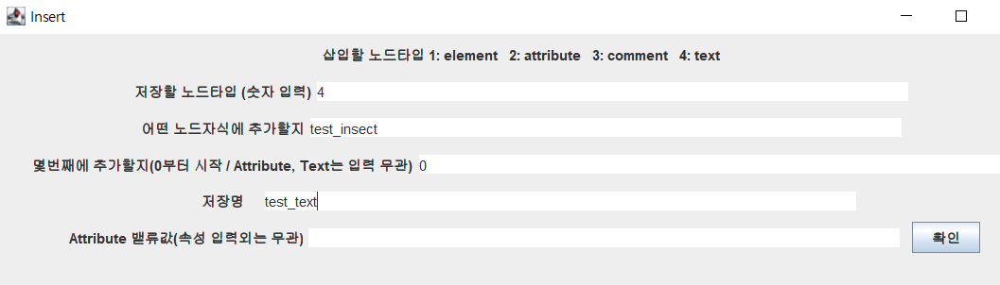 Insert
삽입할 노드타입 1: element 2: attribute 3: comment 4: text
저장할 노드타입 (숫자 입력) 4
어떤 노드자식에 추가할지 test_insect
몇번째에 추가할지(0부터 시작 / Attribute, Text는 입력 무관) 0
저장명 test_text
Attribute 밸류값(속성 입력외는 무관) 확인